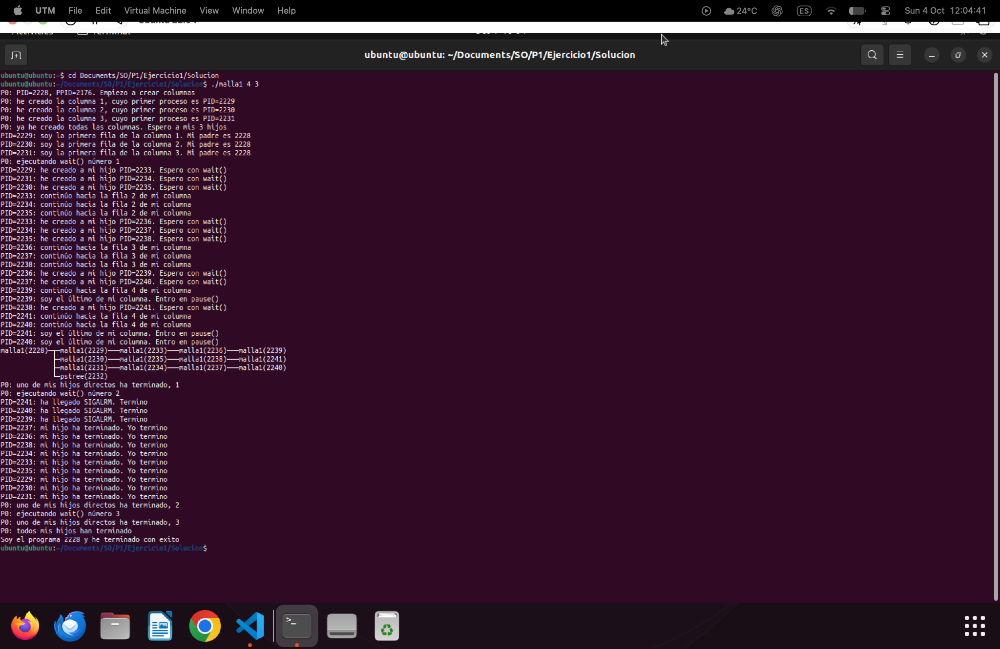 UTM File Edit Virtual Machine View Window Help 24°C ES Sun 4 Oct 12:04:41
ubuntu@ubuntu: ~/Documents/SO/P1/Ejercicio1/Solucion
ubuntu@ubuntu:~$ cd Documents/SO/P1/Ejercicio1/Solucion
ubuntu@ubuntu:~/Documents/SO/P1/Ejercicio1/Solucion$ ./malla1 4 3
P0: PID=2228, PPID=2176. Empiezo a crear columnas
P0: he creado la columna 1, cuyo primer proceso es PID=2229
P0: he creado la columna 2, cuyo primer proceso es PID=2230
P0: he creado la columna 3, cuyo primer proceso es PID=2231
P0: ya he creado todas las columnas. Espero a mis 3 hijos
PID=2229: soy la primera fila de la columna 1. Mi padre es 2228
PID=2230: soy la primera fila de la columna 2. Mi padre es 2228
PID=2231: soy la primera fila de la columna 3. Mi padre es 2228
P0: ejecutando wait() número 1
PID=2229: he creado a mi hijo PID=2233. Espero con wait()
PID=2231: he creado a mi hijo PID=2234. Espero con wait()
PID=2230: he creado a mi hijo PID=2235. Espero con wait()
PID=2233: continúo hacia la fila 2 de mi columna
PID=2234: continúo hacia la fila 2 de mi columna
PID=2235: continúo hacia la fila 2 de mi columna
PID=2233: he creado a mi hijo PID=2236. Espero con wait()
PID=2234: he creado a mi hijo PID=2237. Espero con wait()
PID=2235: he creado a mi hijo PID=2238. Espero con wait()
PID=2236: continúo hacia la fila 3 de mi columna
PID=2237: continúo hacia la fila 3 de mi columna
PID=2238: continúo hacia la fila 3 de mi columna
PID=2236: he creado a mi hijo PID=2239. Espero con wait()
PID=2237: he creado a mi hijo PID=2240. Espero con wait()
PID=2239: continúo hacia la fila 4 de mi columna
PID=2239: soy el último de mi columna. Entro en pause()
PID=2238: he creado a mi hijo PID=2241. Espero con wait()
PID=2241: continúo hacia la fila 4 de mi columna
PID=2240: continúo hacia la fila 4 de mi columna
PID=2241: soy el último de mi columna. Entro en pause()
PID=2240: soy el último de mi columna. Entro en pause()
malla1(2228)─┬─malla1(2229)───malla1(2233)───malla1(2236)───malla1(2239)
├─malla1(2230)───malla1(2235)───malla1(2238)───malla1(2241)
├─malla1(2231)───malla1(2234)───malla1(2237)───malla1(2240)
└─pstree(2232)
P0: uno de mis hijos directos ha terminado, 1
P0: ejecutando wait() número 2
PID=2241: ha llegado SIGALRM. Termino
PID=2240: ha llegado SIGALRM. Termino
PID=2239: ha llegado SIGALRM. Termino
PID=2237: mi hijo ha terminado. Yo termino
PID=2236: mi hijo ha terminado. Yo termino
PID=2238: mi hijo ha terminado. Yo termino
PID=2234: mi hijo ha terminado. Yo termino
PID=2233: mi hijo ha terminado. Yo termino
PID=2235: mi hijo ha terminado. Yo termino
PID=2229: mi hijo ha terminado. Yo termino
PID=2230: mi hijo ha terminado. Yo termino
PID=2231: mi hijo ha terminado. Yo termino
P0: uno de mis hijos directos ha terminado, 2
P0: ejecutando wait() número 3
P0: uno de mis hijos directos ha terminado, 3
P0: todos mis hijos han terminado
Soy el programa 2228 y he terminado con exito
ubuntu@ubuntu:~/Documents/SO/P1/Ejercicio1/Solucion$